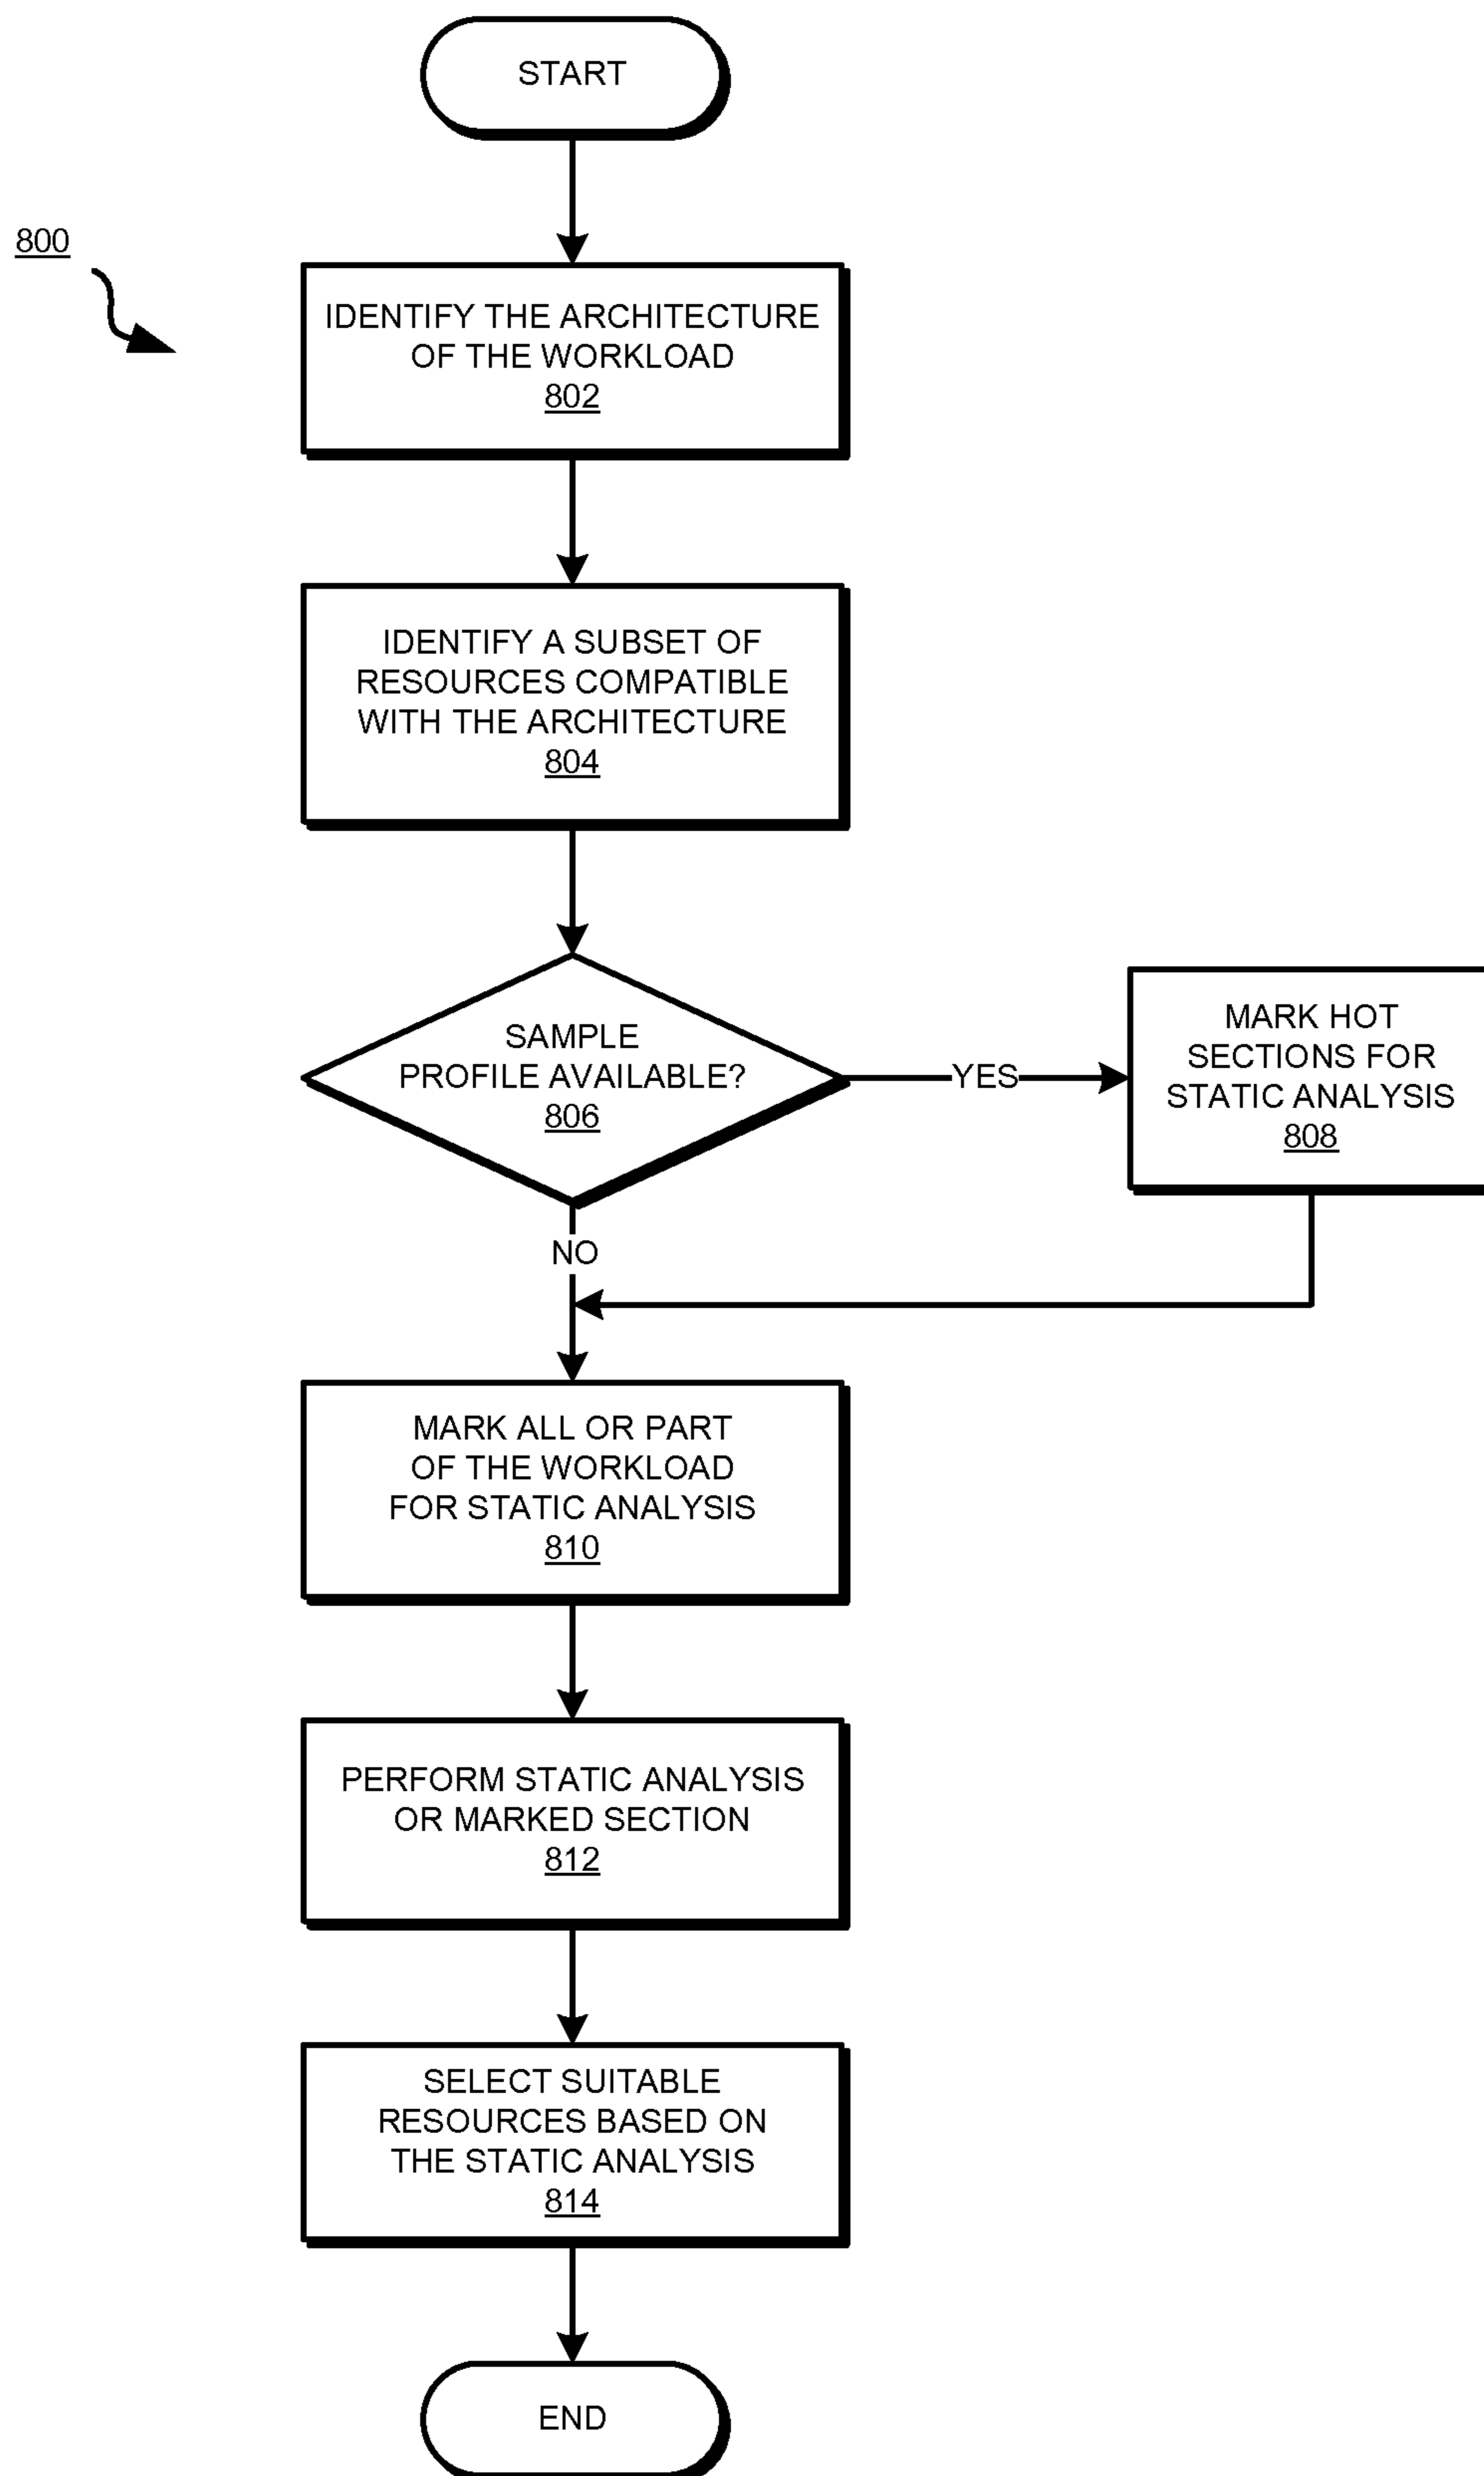 START
800
IDENTIFY THE ARCHITECTURE
OF THE WORKLOAD
802
IDENTIFY A SUBSET OF
RESOURCES COMPATIBLE
WITH THE ARCHITECTURE
804
SAMPLE
PROFILE AVAILABLE?
806
YES
MARK HOT
SECTIONS FOR
STATIC ANALYSIS
808
NO
MARK ALL OR PART
OF THE WORKLOAD
FOR STATIC ANALYSIS
810
PERFORM STATIC ANALYSIS
OR MARKED SECTION
812
SELECT SUITABLE
RESOURCES BASED ON
THE STATIC ANALYSIS
814
END